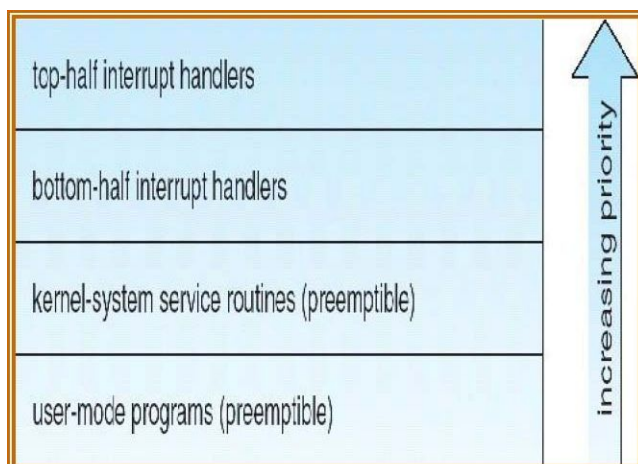 top-half interrupt handlers
bottom-half interrupt handlers
kernel-system service routines (preemptible)
user-mode programs (preemptible)
increasing priority